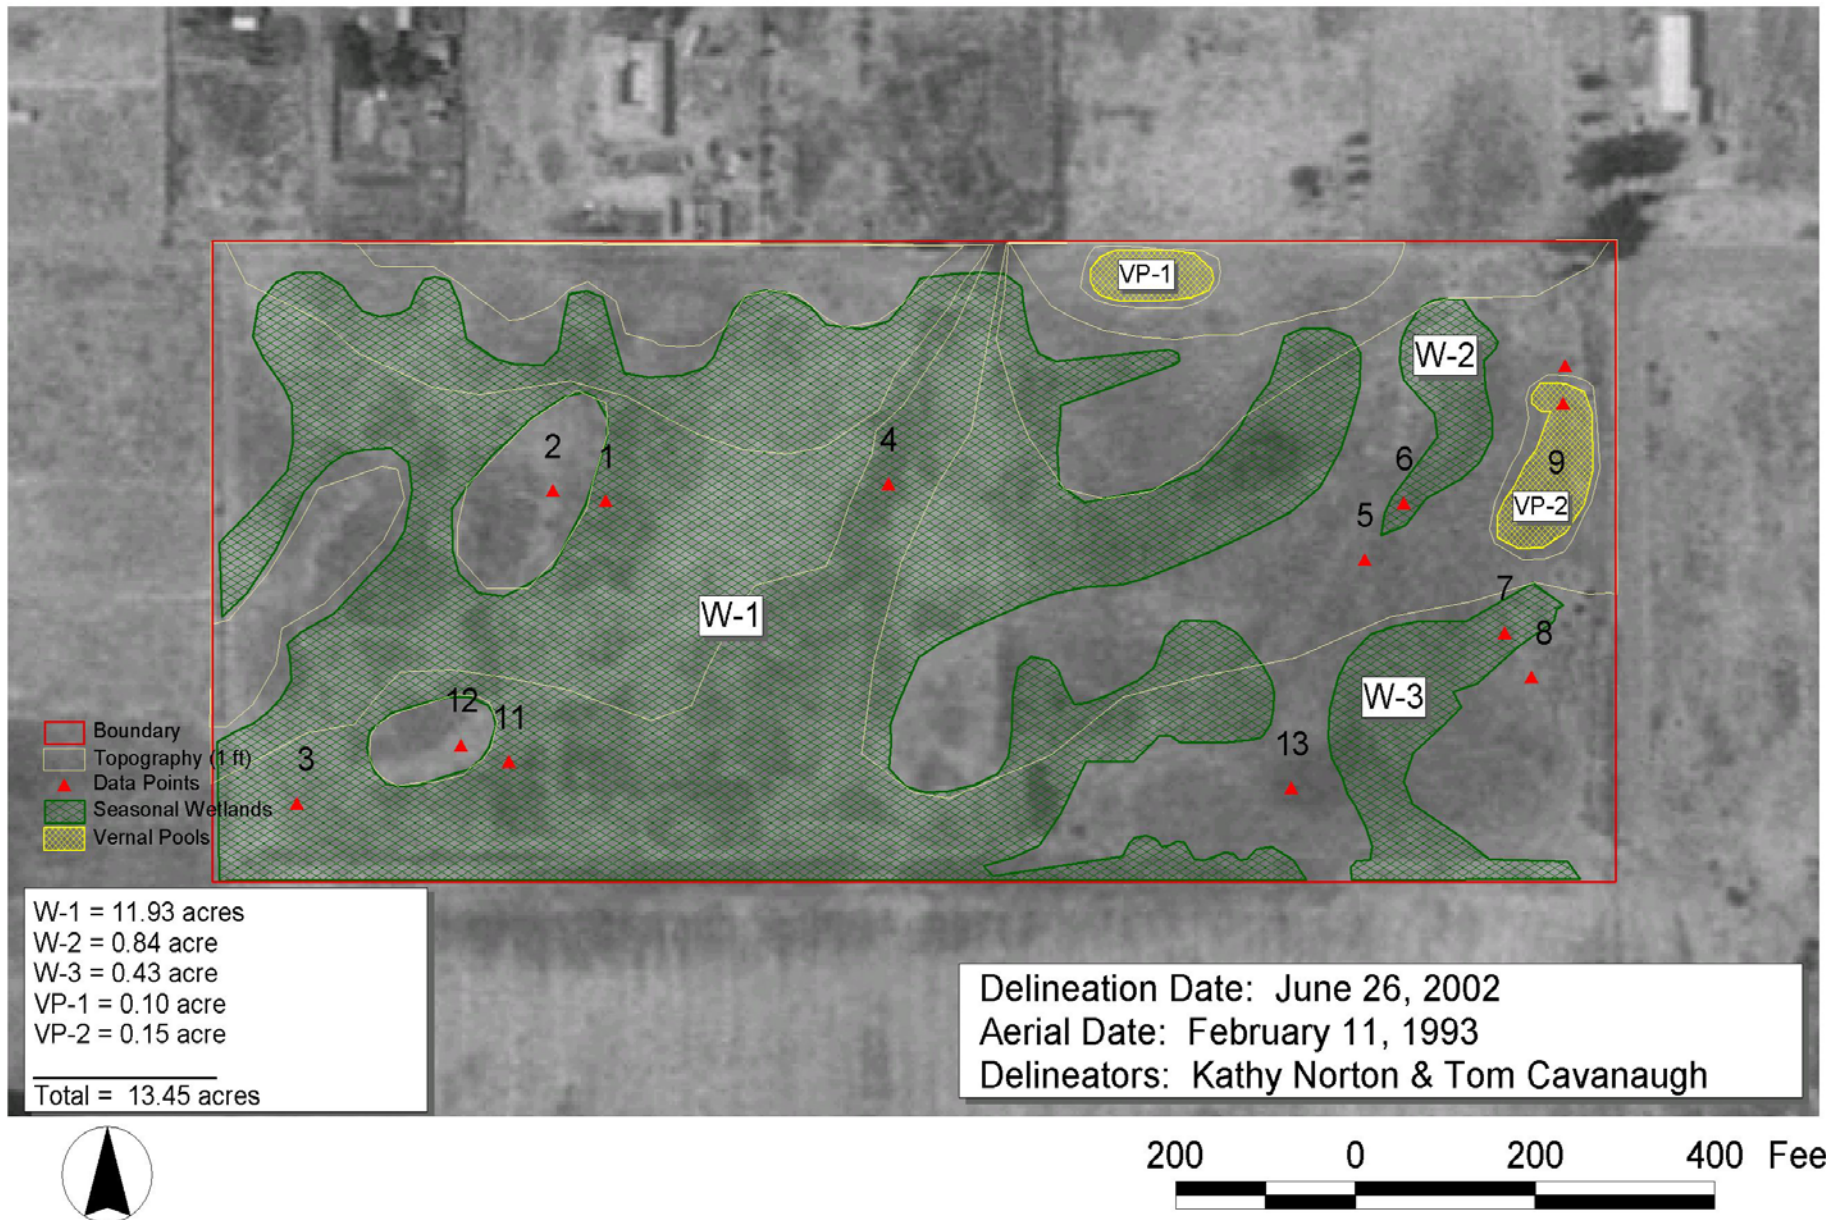 VP-1
W-2
2
1
4
6
9
VP-2
5
7
8
W-1
W-3
12
11
13
3
Boundary
Topography (1 ft)
Data Points
Seasonal Wetlands
Vernal Pools
W-1 = 11.93 acres
W-2 = 0.84 acre
W-3 = 0.43 acre
VP-1 = 0.10 acre
VP-2 = 0.15 acre
Total = 13.45 acres
Delineation Date: June 26, 2002
Aerial Date: February 11, 1993
Delineators: Kathy Norton & Tom Cavanaugh
200 0 200 400 Fee